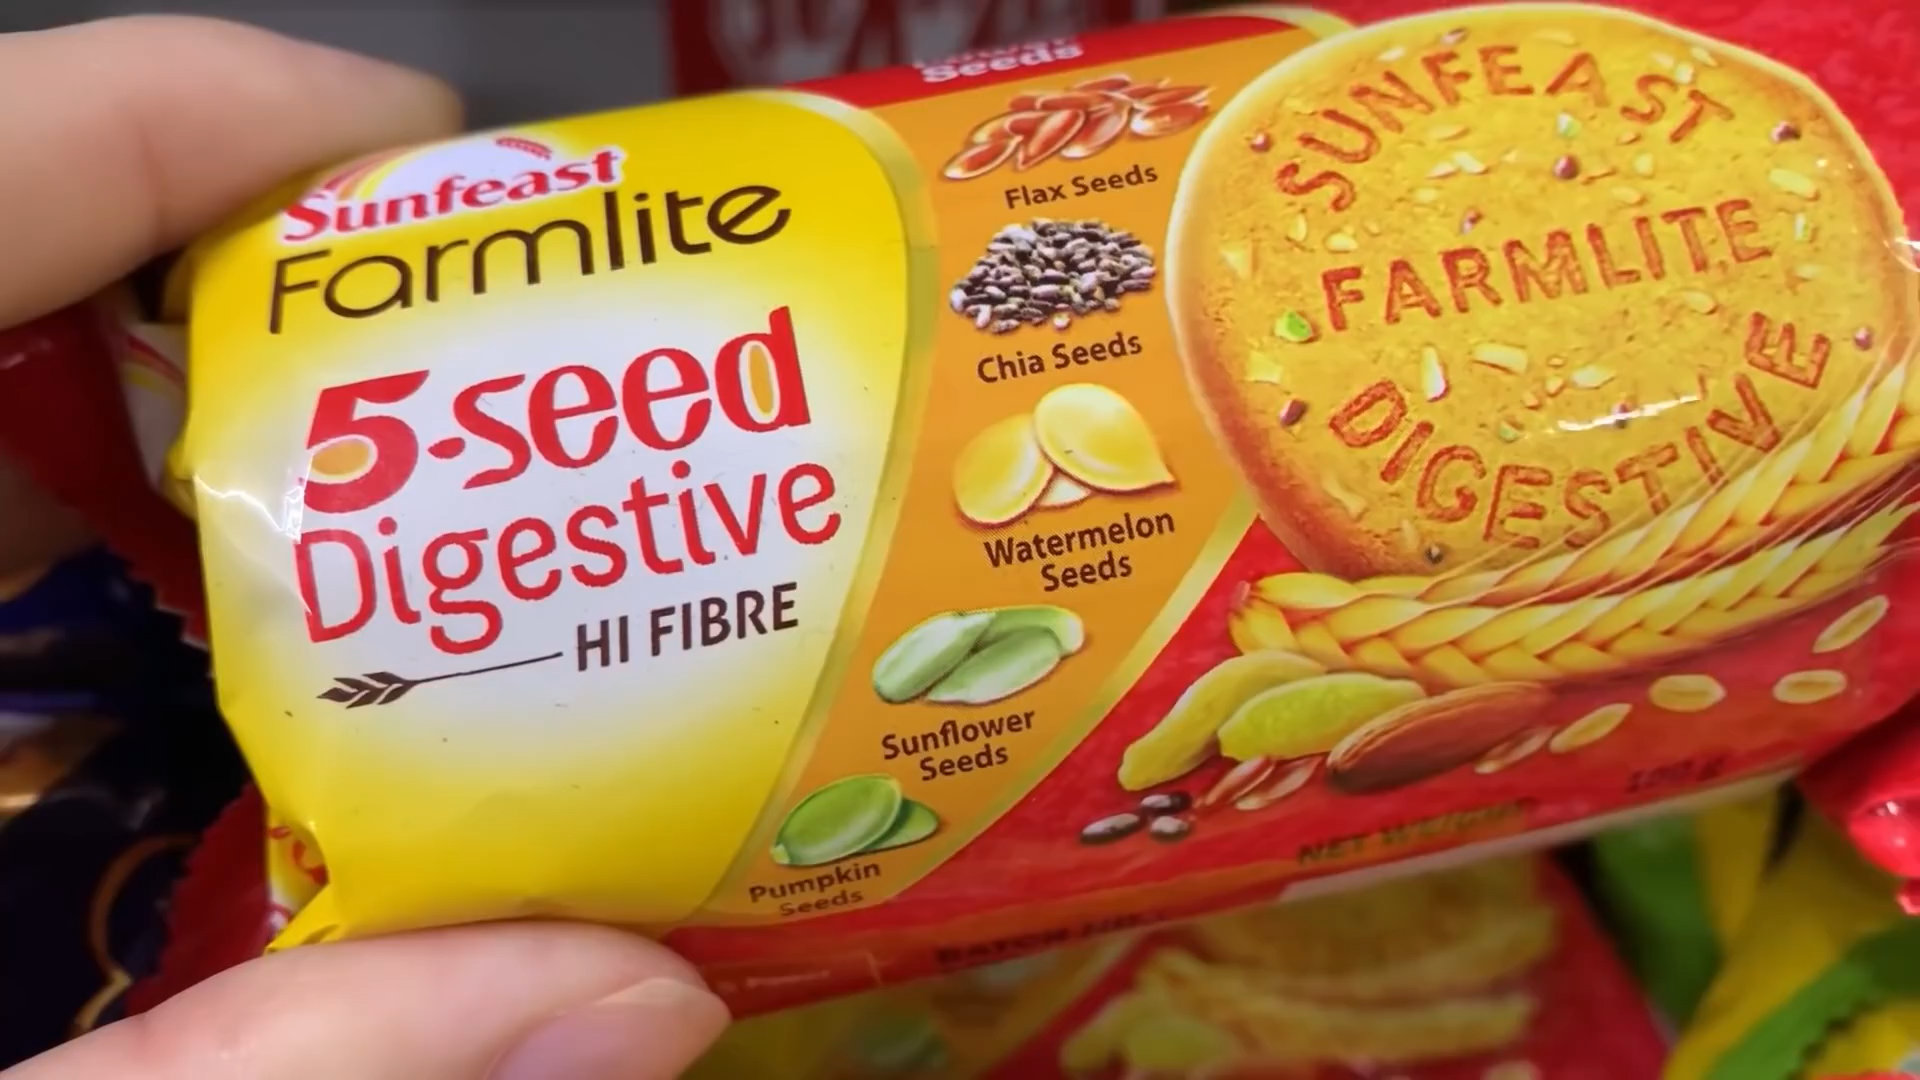 Sunfeast
Farmlite
5-seed
Digestive
HI FIBRE
Seeds
Flax Seeds
Chia Seeds
Watermelon
Seeds
Sunflower
Seeds
Pumpkin
Seeds
SUNFEAST
FARMLITE
DIGESTIVE
NET